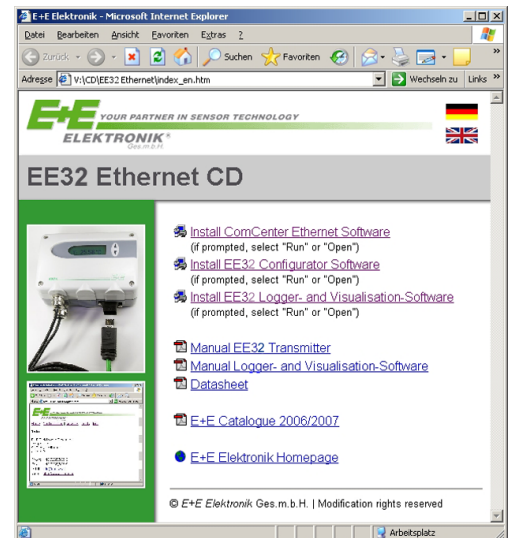 E+E Elektronik - Microsoft Internet Explorer
Datei Bearbeiten Ansicht Favoriten Extras ?
Zurück Suchen Favoriten »
Adresse V:\CD\EE32 Ethernet\index_en.htm Wechseln zu Links »
E+E YOUR PARTNER IN SENSOR TECHNOLOGY
ELEKTRONIK®
Ges.m.b.H.
EE32 Ethernet CD
Install ComCenter Ethernet Software
(if prompted, select "Run" or "Open")
Install EE32 Configurator Software
(if prompted, select "Run" or "Open")
Install EE32 Logger- and Visualisation-Software
(if prompted, select "Run" or "Open")
Manual EE32 Transmitter
Manual Logger- and Visualisation-Software
Datasheet
E+E Catalogue 2006/2007
E+E Elektronik Homepage
© E+E Elektronik Ges.m.b.H. | Modification rights reserved
Arbeitsplatz